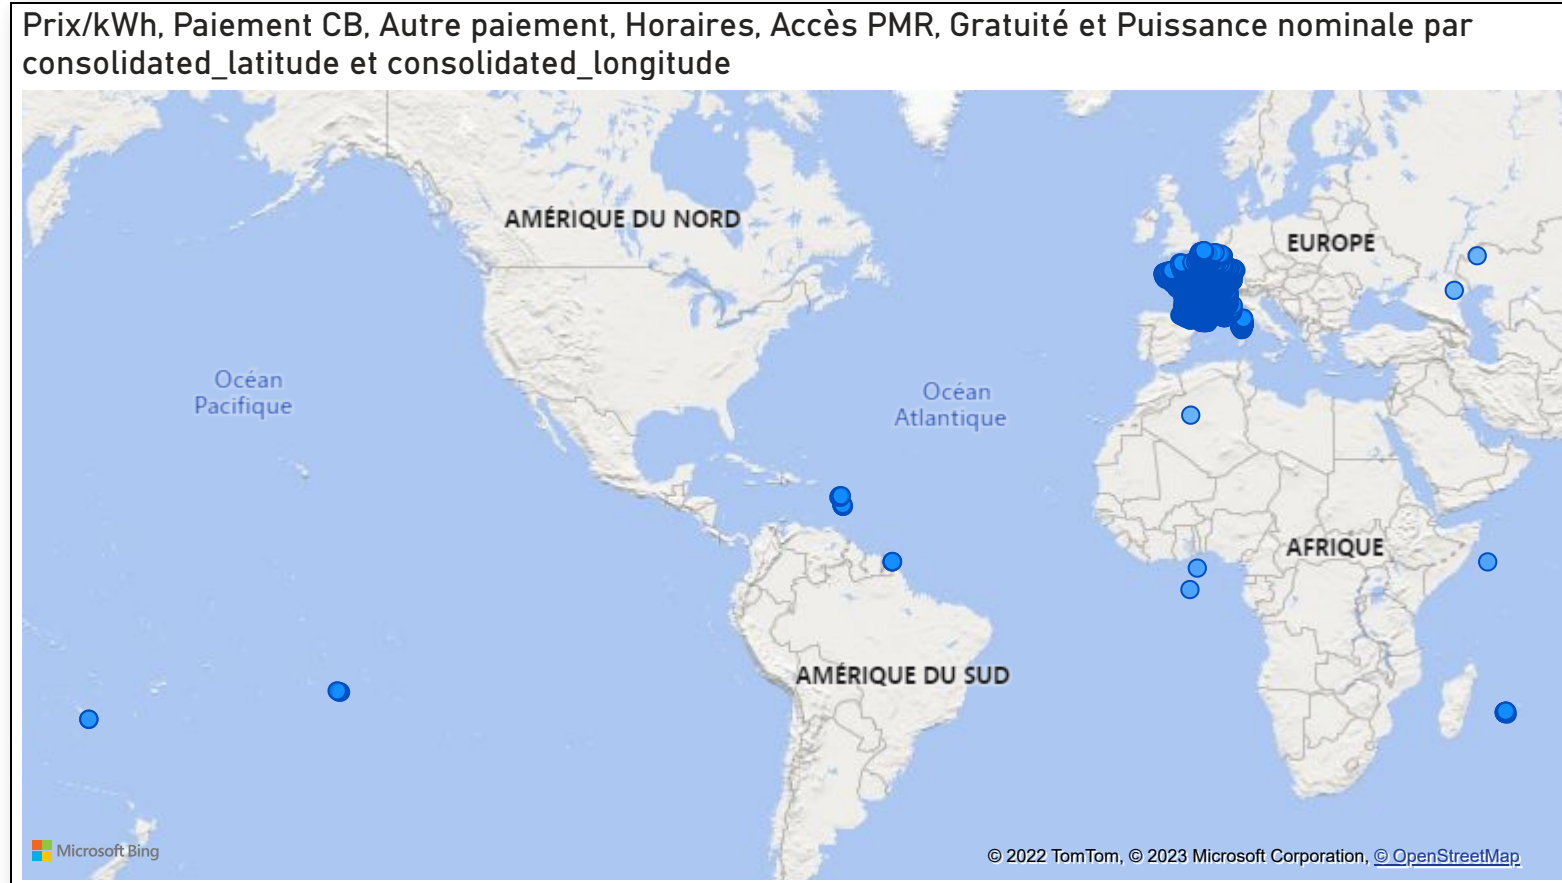 Prix/kWh, Paiement CB, Autre paiement, Horaires, Accès PMR, Gratuité et Puissance nominale par
consolidated_latitude et consolidated_longitude
AMÉRIQUE DU NORD
EUROPE
Océan
Pacifique
Océan
Atlantique
AFRIQUE
AMÉRIQUE DU SUD
Microsoft Bing
© 2022 TomTom, © 2023 Microsoft Corporation, © OpenStreetMap